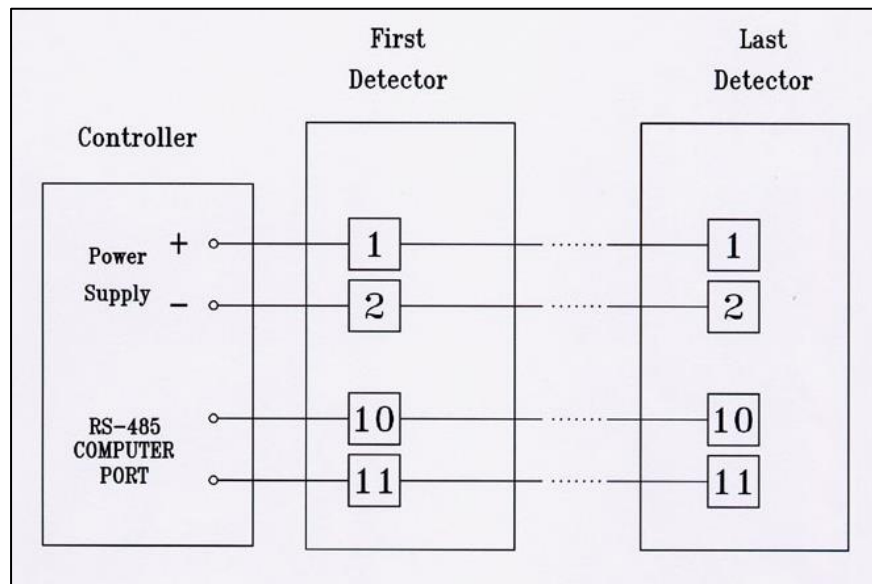 First
Detector
Last
Detector
Controller
Power
Supply
+
−
1
1
2
2
RS-485
COMPUTER
PORT
10
10
11
11